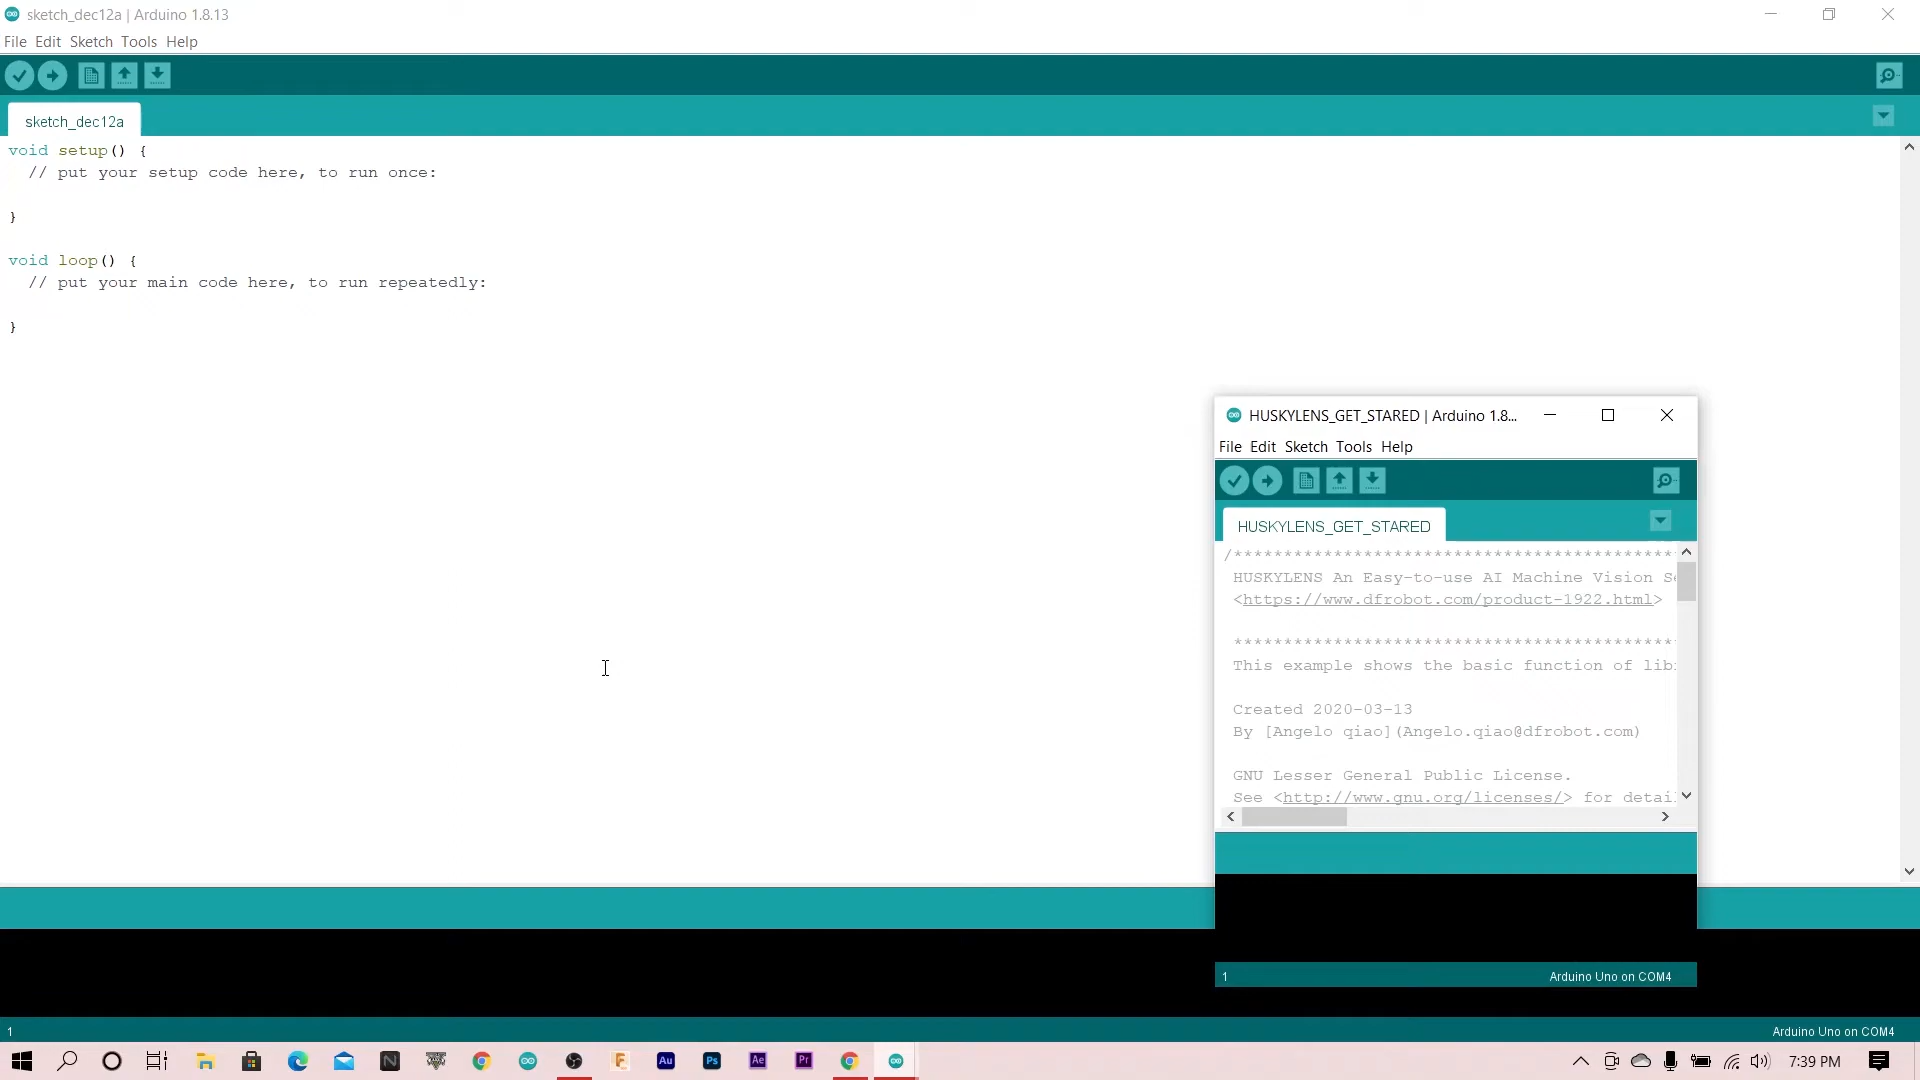 sketch_dec12a | Arduino 1.8.13
File Edit Sketch Tools Help
sketch_dec12a
void setup() {
// put your setup code here, to run once:
}
void loop() {
// put your main code here, to run repeatedly:
}
HUSKYLENS_GET_STARED | Arduino 1.8...
File Edit Sketch Tools Help
HUSKYLENS_GET_STARED
/********************************************
HUSKYLENS An Easy-to-use AI Machine Vision
<https://www.dfrobot.com/product-1922.html>
********************************************
This example shows the basic function of
Created 2020-03-13
By [Angelo qiao](Angelo.qiao@dfrobot.com)
GNU Lesser General Public License.
See <http://www.gnu.org/licenses/> for
1 Arduino Uno on COM4
1 Arduino Uno on COM4
N F Au Ps Ae Pr 7:39 PM